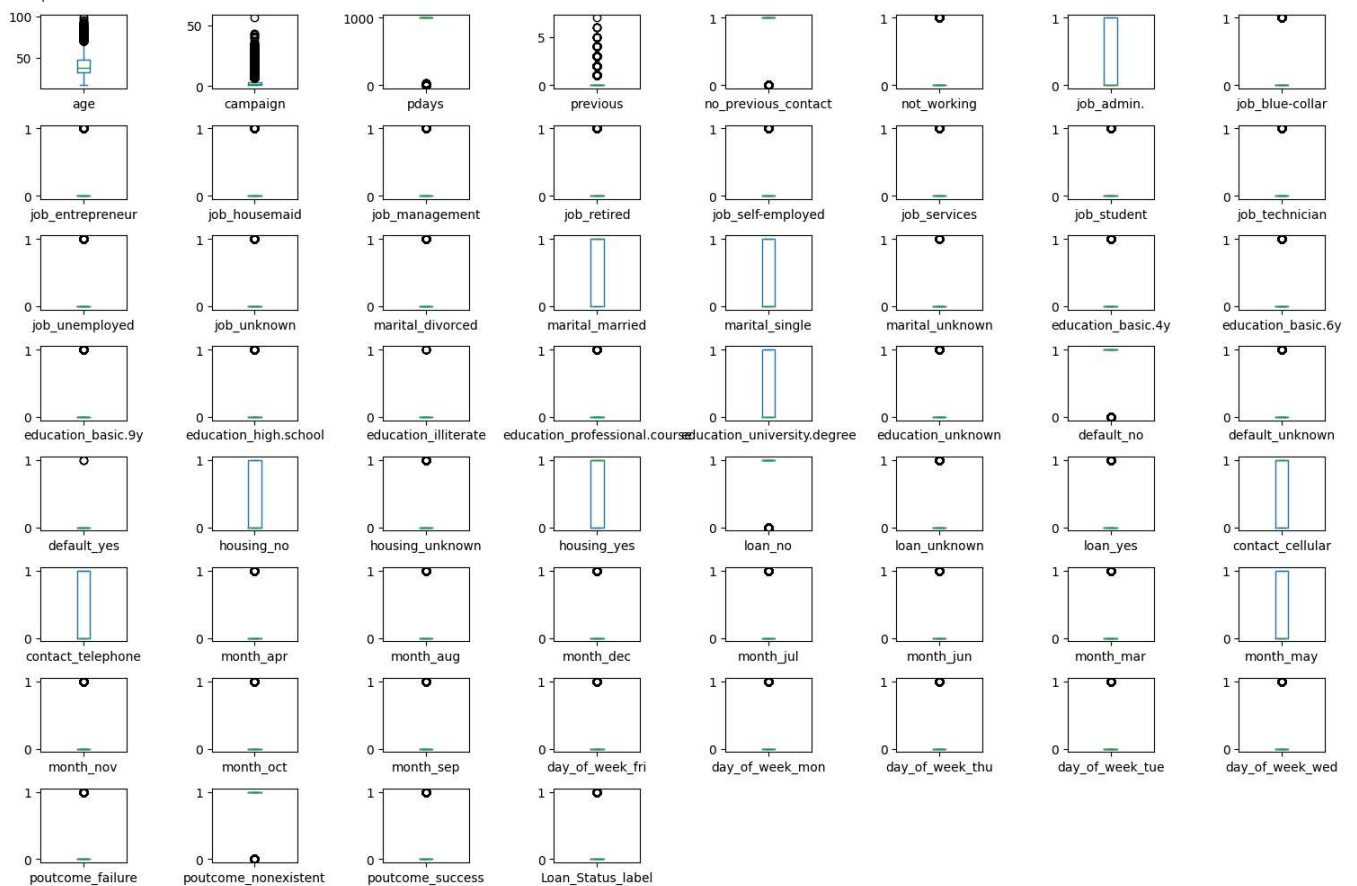 100
50
age
50
0
campaign
1000
0
pdays
5
0
previous
1
0
no_previous_contact
1
0
not_working
1
0
job_admin.
1
0
job_blue-collar
1
0
job_entrepreneur
1
0
job_housemaid
1
0
job_management
1
0
job_retired
1
0
job_self-employed
1
0
job_services
1
0
job_student
1
0
job_technician
1
0
job_unemployed
1
0
job_unknown
1
0
marital_divorced
1
0
marital_married
1
0
marital_single
1
0
marital_unknown
1
0
education_basic.4y
1
0
education_basic.6y
1
0
education_basic.9y
1
0
education_high.school
1
0
education_illiterate
1
0
education_professional.course
1
0
education_university.degree
1
0
education_unknown
1
0
default_no
1
0
default_unknown
1
0
default_yes
1
0
housing_no
1
0
housing_unknown
1
0
housing_yes
1
0
loan_no
1
0
loan_unknown
1
0
loan_yes
1
0
contact_cellular
1
0
contact_telephone
1
0
month_apr
1
0
month_aug
1
0
month_dec
1
0
month_jul
1
0
month_jun
1
0
month_mar
1
0
month_may
1
0
month_nov
1
0
month_oct
1
0
month_sep
1
0
day_of_week_fri
1
0
day_of_week_mon
1
0
day_of_week_thu
1
0
day_of_week_tue
1
0
day_of_week_wed
1
0
poutcome_failure
1
0
poutcome_nonexistent
1
0
poutcome_success
1
0
Loan_Status_label